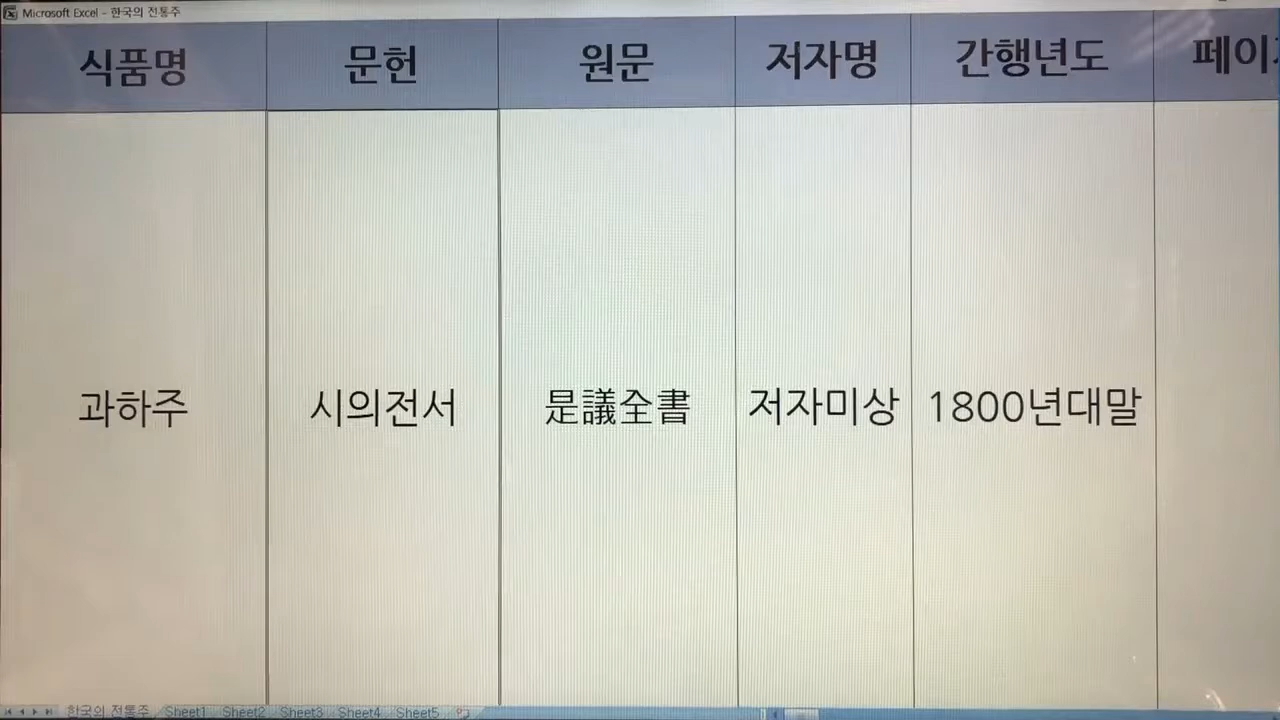 Microsoft Excel - 한국의 전통주
식품명 문헌 원문 저자명 간행년도 페이
과하주 시의전서 是議全書 저자미상 1800년대말
한국의 전통주 Sheet1 Sheet2 Sheet3 Sheet4 Sheet5